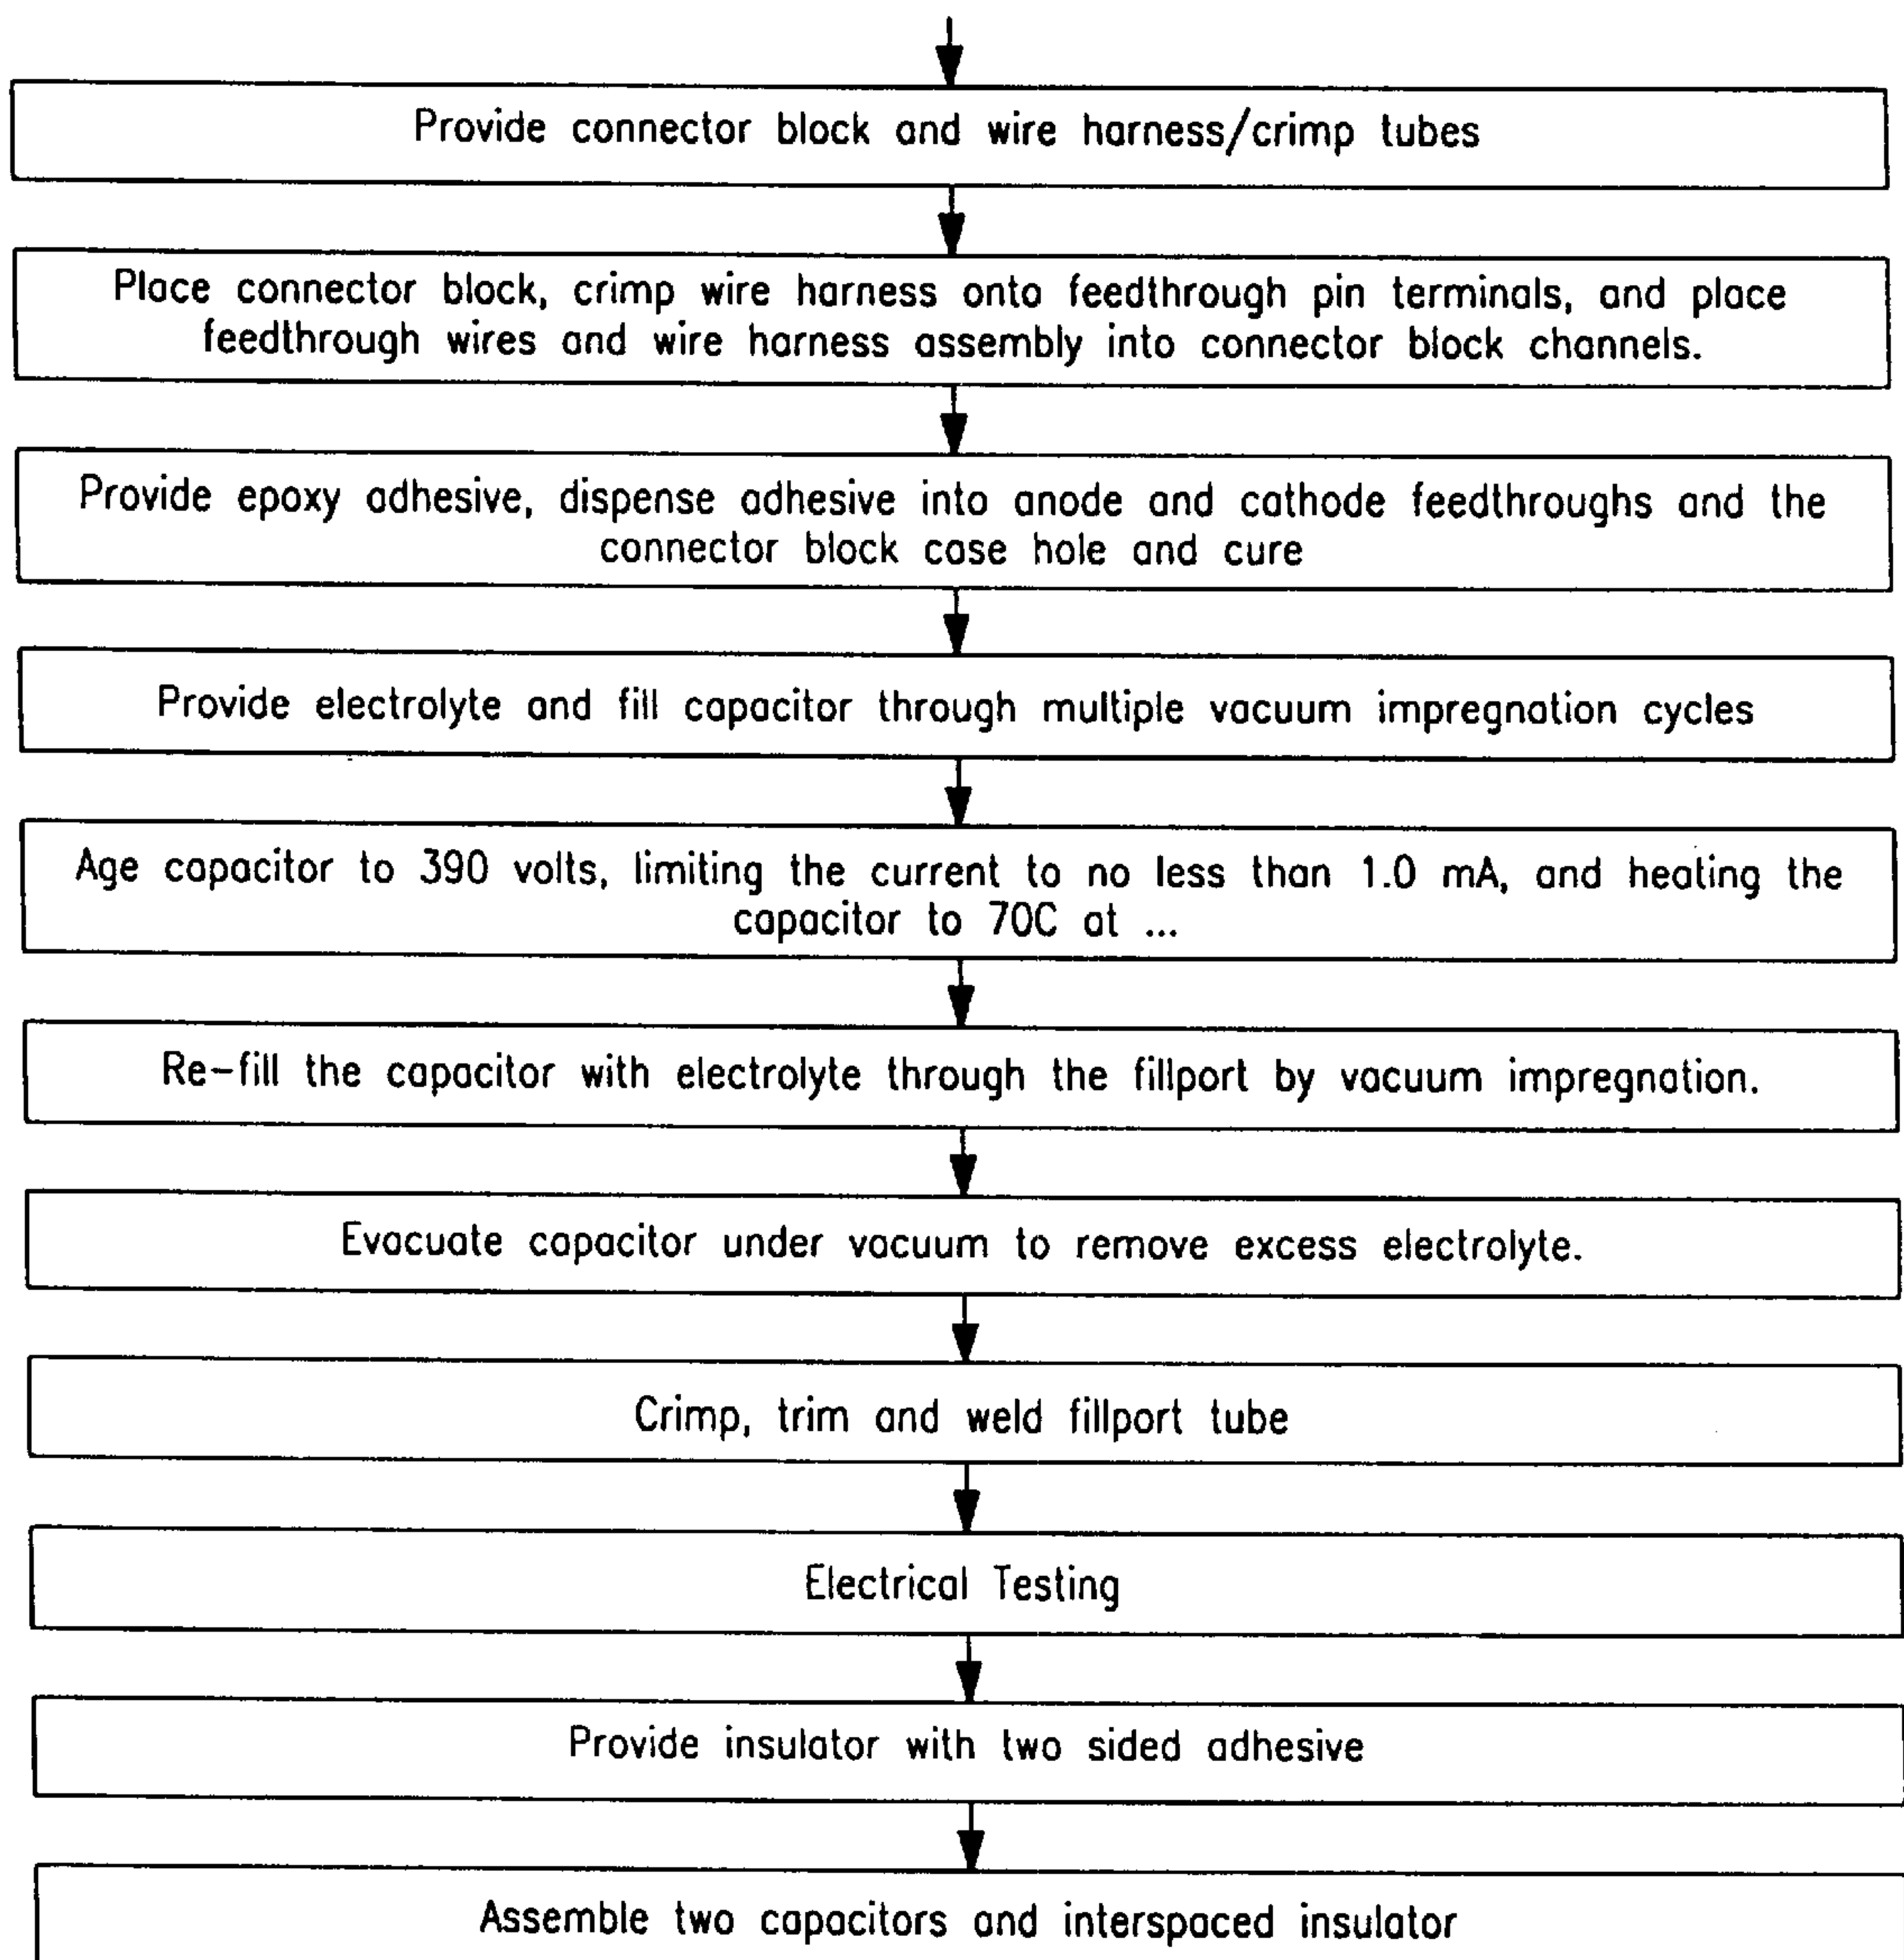 Provide connector block and wire harness/crimp tubes
Place connector block, crimp wire harness onto feedthrough pin terminals, and place
feedthrough wires and wire harness assembly into connector block channels.
Provide epoxy adhesive, dispense adhesive into anode and cathode feedthroughs and the
connector block case hole and cure
Provide electrolyte and fill capacitor through multiple vacuum impregnation cycles
Age capacitor to 390 volts, limiting the current to no less than 1.0 mA, and heating the
capacitor to 70C at ...
Re-fill the capacitor with electrolyte through the fillport by vacuum impregnation.
Evacuate capacitor under vacuum to remove excess electrolyte.
Crimp, trim and weld fillport tube
Electrical Testing
Provide insulator with two sided adhesive
Assemble two capacitors and interspaced insulator